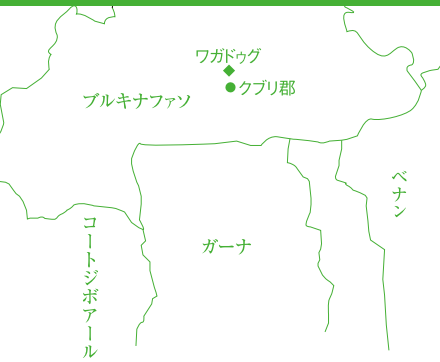 ワガドゥグ
クブリ郡
ブルキナファソ
ベナン
ガーナ
コートジボアール